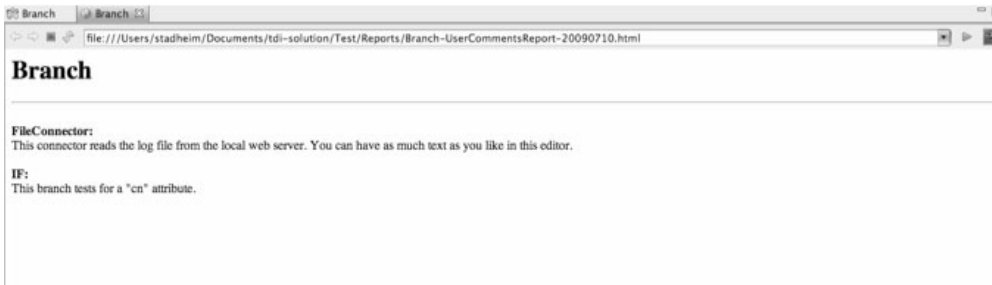 Branch Branch
file:///Users/stadheim/Documents/tdi-solution/Test/Reports/Branch-UserCommentsReport-20090710.html
Branch
FileConnector:
This connector reads the log file from the local web server. You can have as much text as you like in this editor.
IF:
This branch tests for a "cn" attribute.